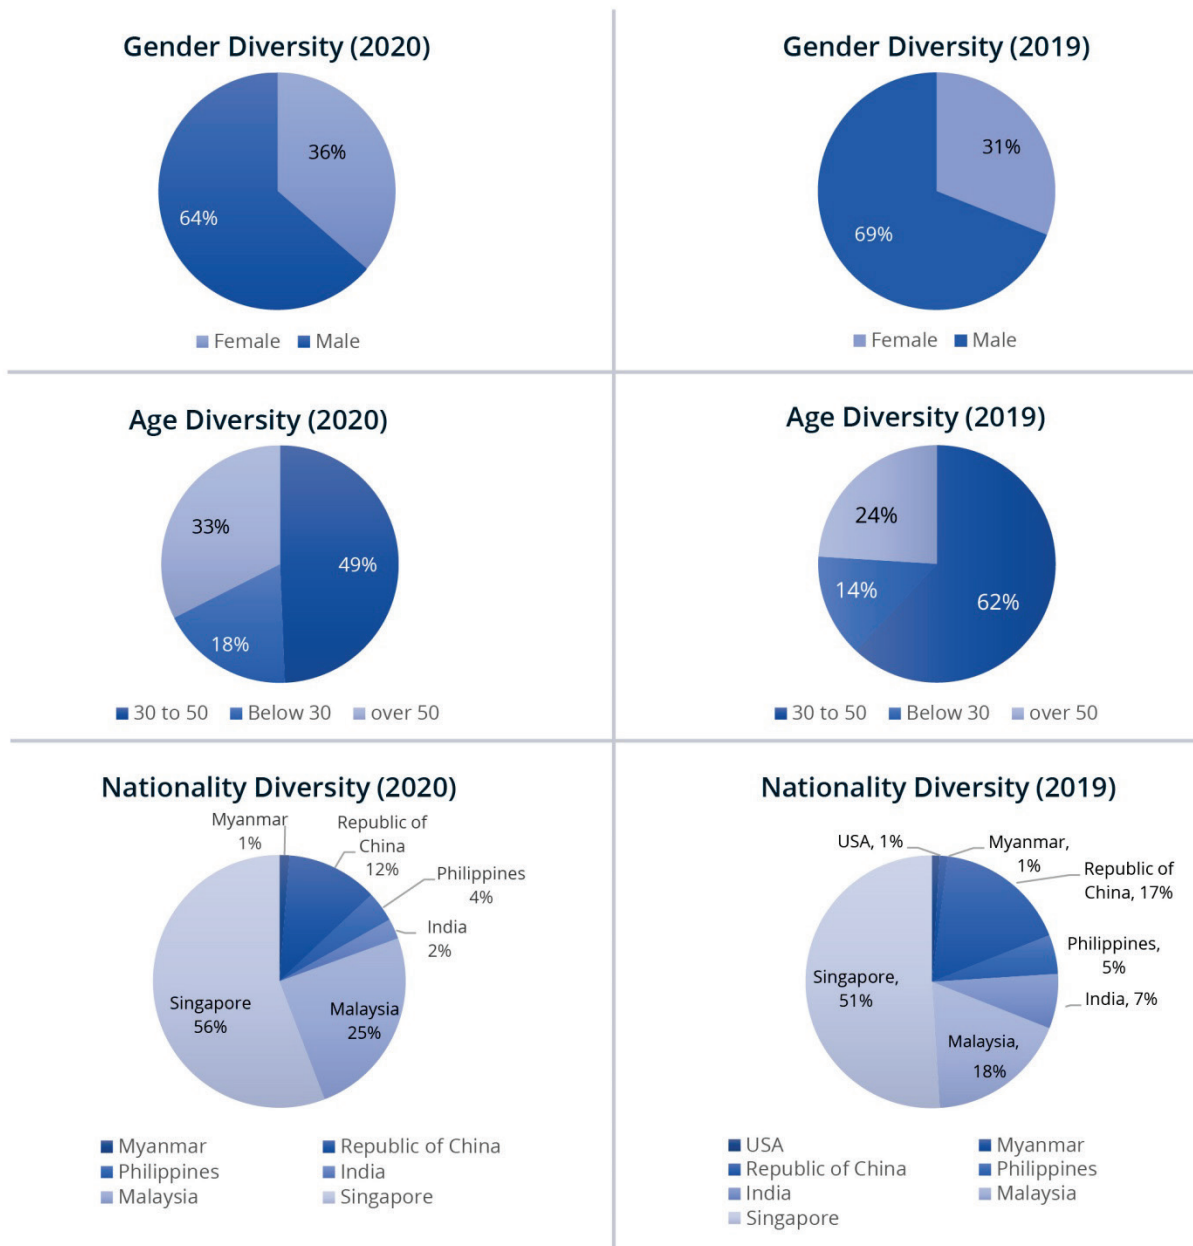 Gender Diversity (2020)
36%
64%
Female Male
Gender Diversity (2019)
31%
69%
Female Male
Age Diversity (2020)
33%
49%
18%
30 to 50 Below 30 over 50
Age Diversity (2019)
24%
14%
62%
30 to 50 Below 30 over 50
Nationality Diversity (2020)
Myanmar
1%
Republic of
China
12%
Philippines
4%
India
2%
Singapore
56%
Malaysia
25%
Myanmar Republic of China
Philippines India
Malaysia Singapore
Nationality Diversity (2019)
USA, 1%
Myanmar,
1%
Republic of
China, 17%
Philippines,
5%
India, 7%
Singapore,
51%
Malaysia,
18%
USA Myanmar
Republic of China Philippines
India Malaysia
Singapore